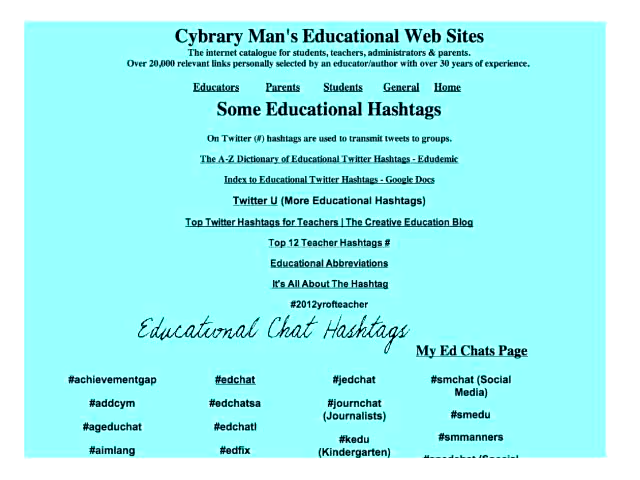 Cybrary Man's Educational Web Sites
The internet catalogue for students, teachers, administrators & parents.
Over 20,000 relevant links personally selected by an educator/author with over 30 years of experience.
Educators Parents Students General Home
Some Educational Hashtags
On Twitter (#) hashtags are used to transmit tweets to groups.
The A-Z Dictionary of Educational Twitter Hashtags - Edudemic
Index to Educational Twitter Hashtags - Google Docs
Twitter U (More Educational Hashtags)
Top Twitter Hashtags for Teachers | The Creative Education Blog
Top 12 Teacher Hashtags #
Educational Abbreviations
It's All About The Hashtag
#2012yrofteacher
Educational Chat Hashtags
My Ed Chats Page
#achievementgap
#addcym
#ageduchat
#aimlang
#edchat
#edchatsa
#edchatl
#edfix
#jedchat
#journchat
(Journalists)
#kedu
(Kindergarten)
#smchat (Social
Media)
#smedu
#smmanners